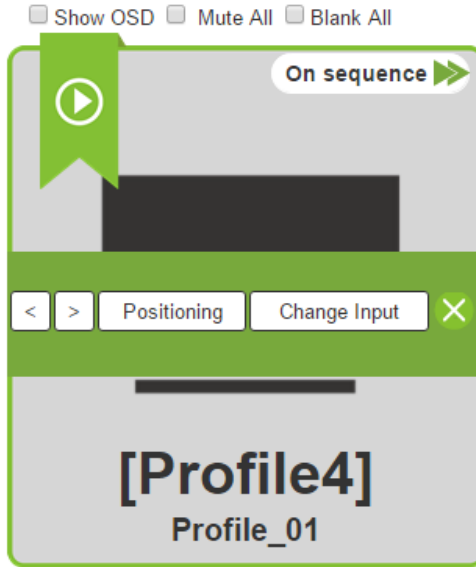 Show OSD Mute All Blank All
On sequence
< > Positioning Change Input
[Profile4]
Profile_01